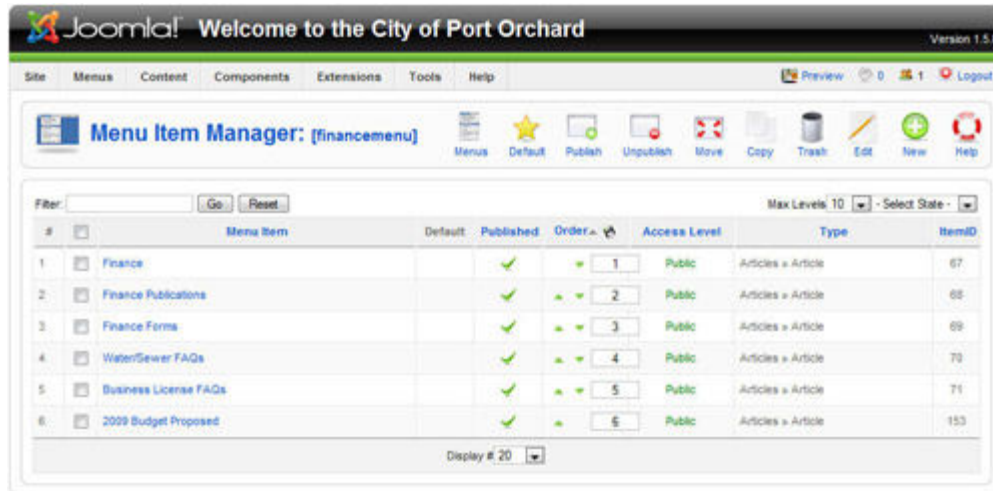 Joomla! Welcome to the City of Port Orchard
Version 1.5.
Site Menus Content Components Extensions Tools Help Preview 0 1 Logout
Menu Item Manager: [financemenu]
Menus Default Publish Unpublish Move Copy Trash Edit New Help
Filter: Go Reset Max Levels 10 - Select State -
# Menu Item Default Published Order Access Level Type ItemID
1 Finance 1 Public Articles » Article 67
2 Finance Publications 2 Public Articles » Article 68
3 Finance Forms 3 Public Articles » Article 69
4 Water/Sewer FAQs 4 Public Articles » Article 70
5 Business License FAQs 5 Public Articles » Article 71
6 2009 Budget Proposed 6 Public Articles » Article 153
Display # 20